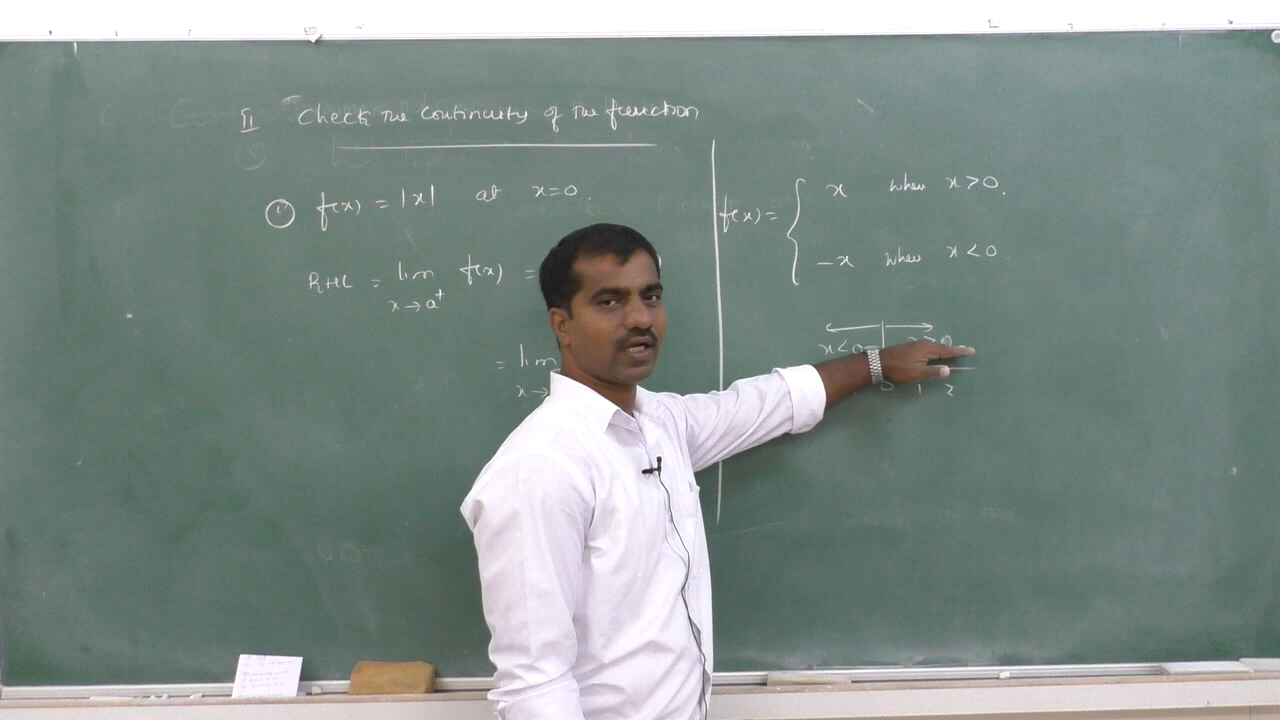 II Check the continuity of the function
① f(x) = |x| at x=0.
RHL = lim f(x) =
x→a⁺
= lim
x→
f(x) = { x when x>0.
-x when x<0.
x<0 x>0
0 1 2